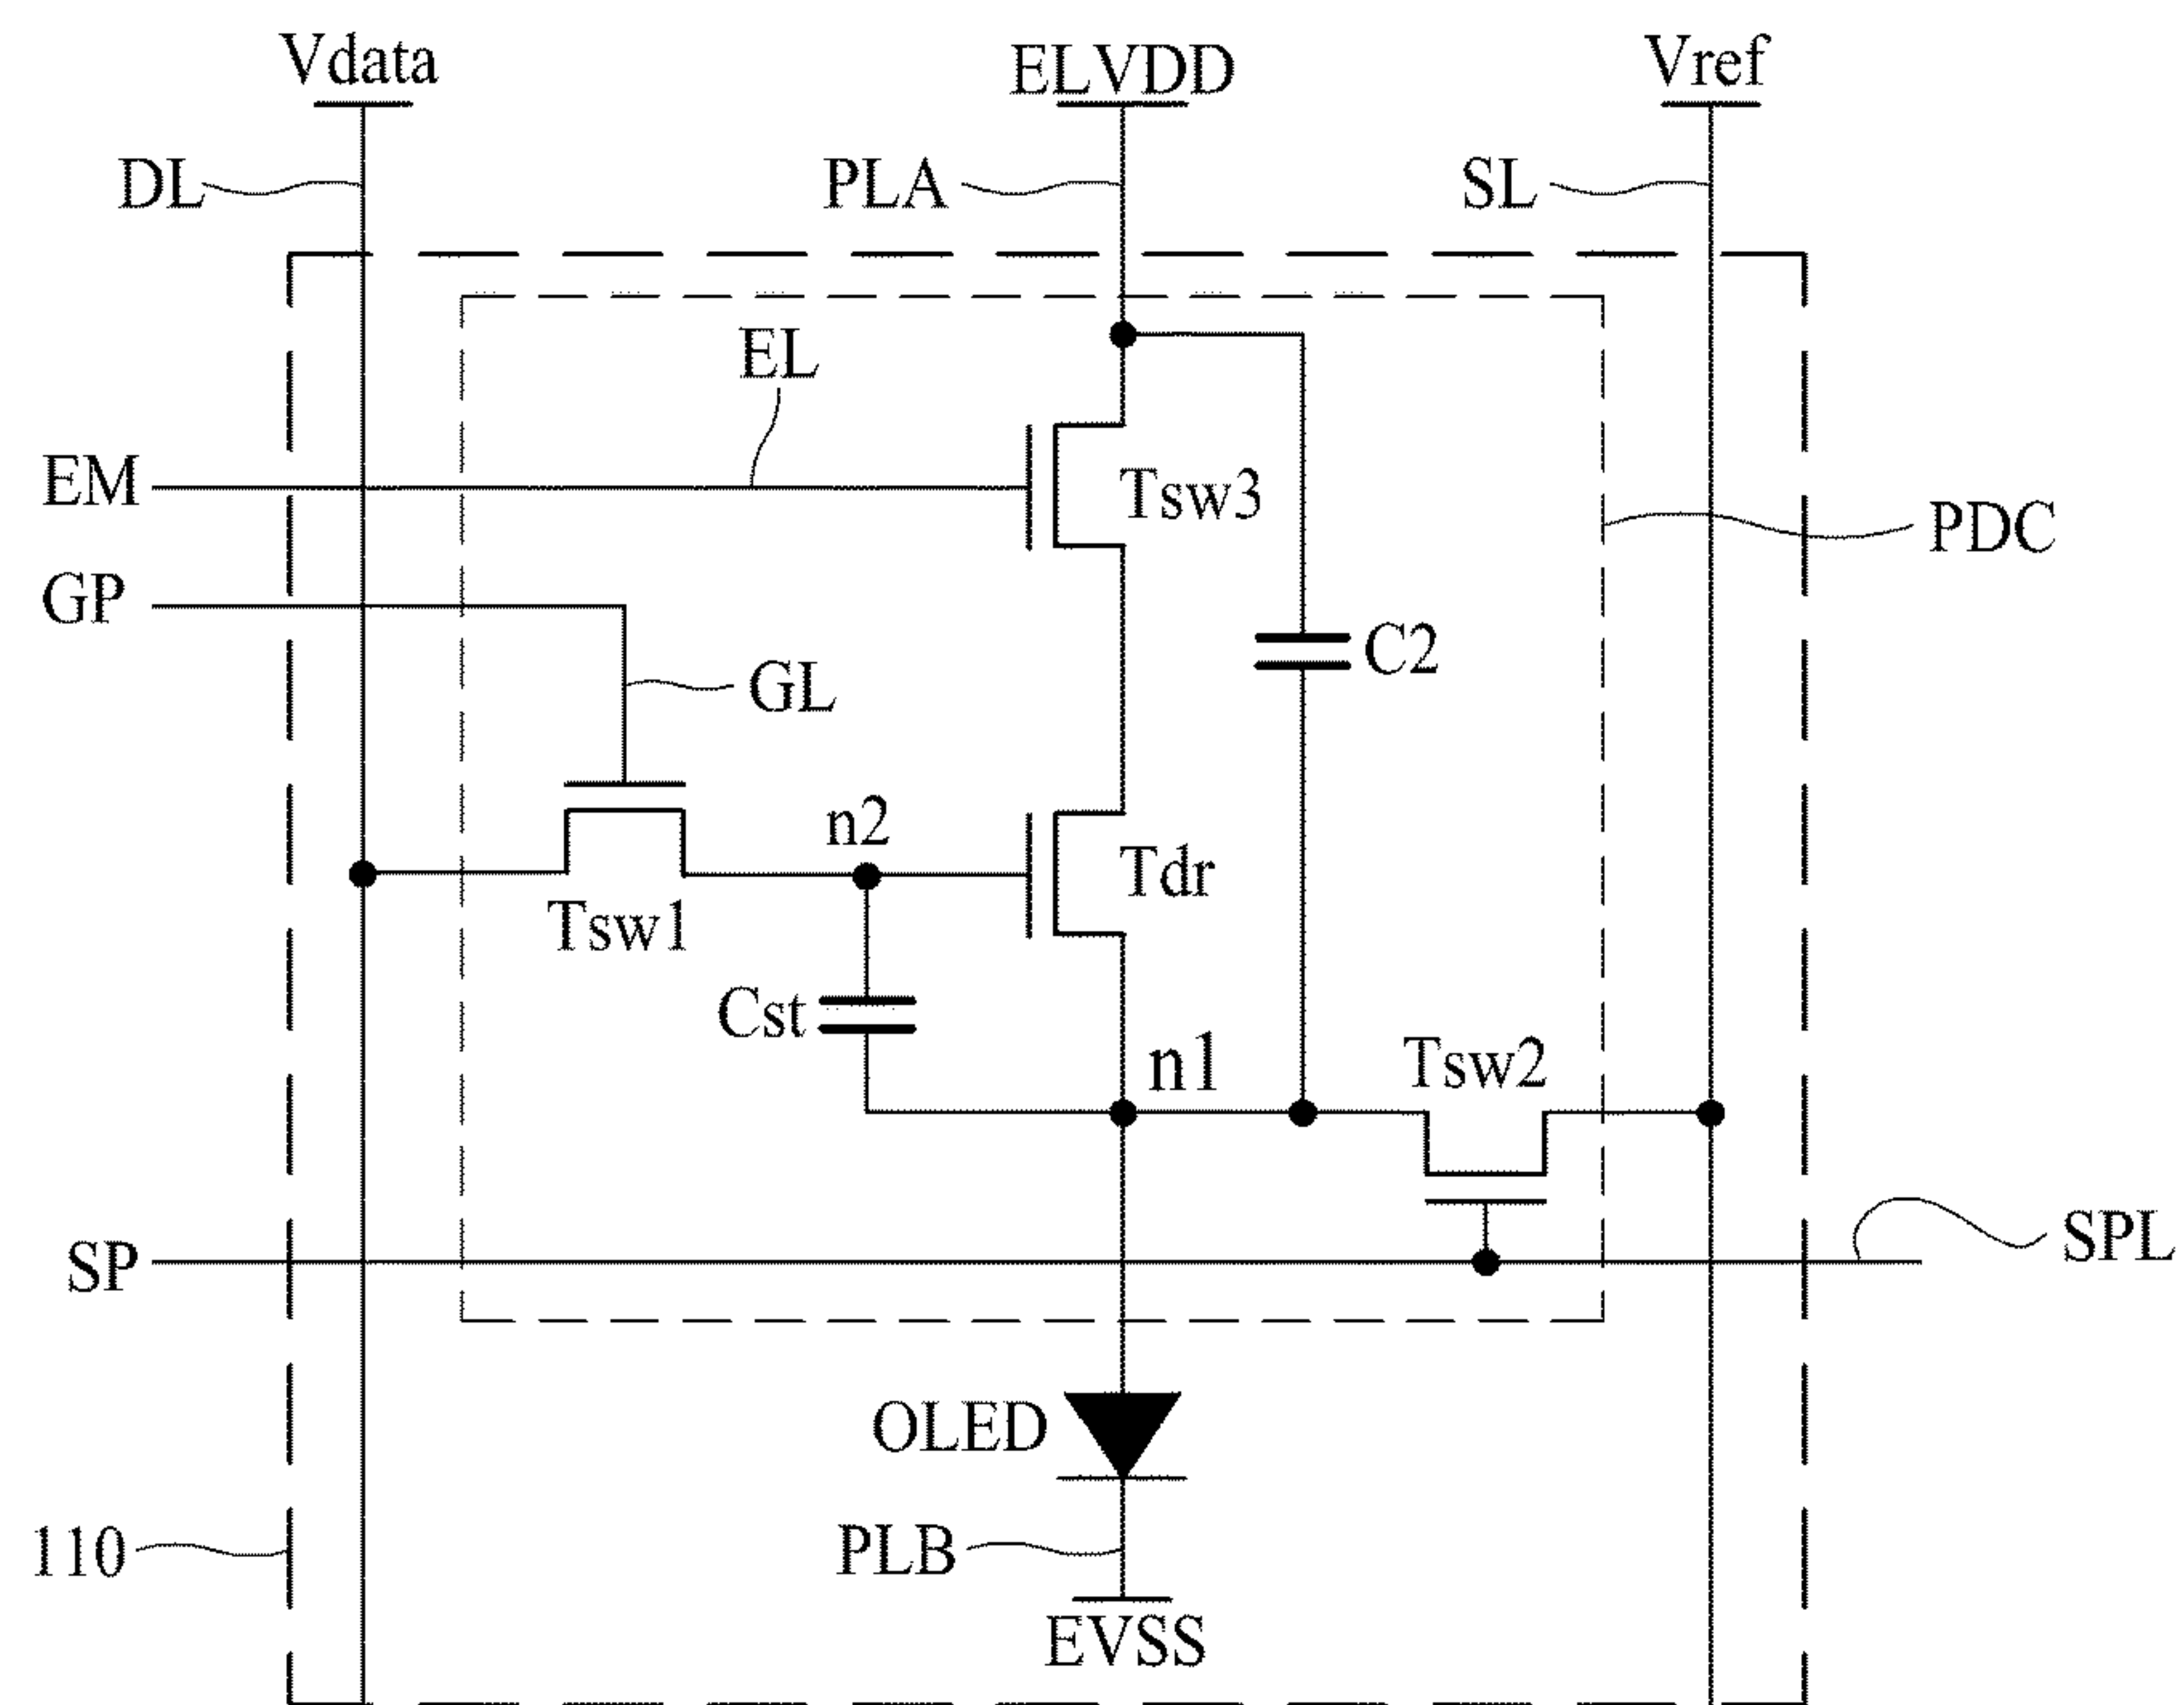 Vdata
ELVDD
Vref
DL
PLA
SL
EL
EM
Tsw3
PDC
GP
C2
GL
n2
Tdr
Tsw1
Cst
n1
Tsw2
SP
SPL
OLED
110
PLB
EVSS